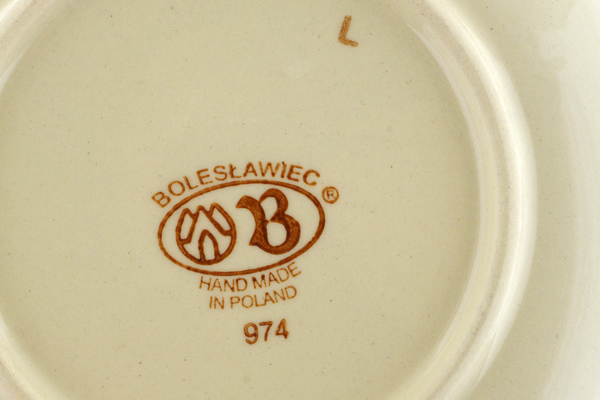 L
BOLESŁAWIEC ®
B
HAND MADE
IN POLAND
974